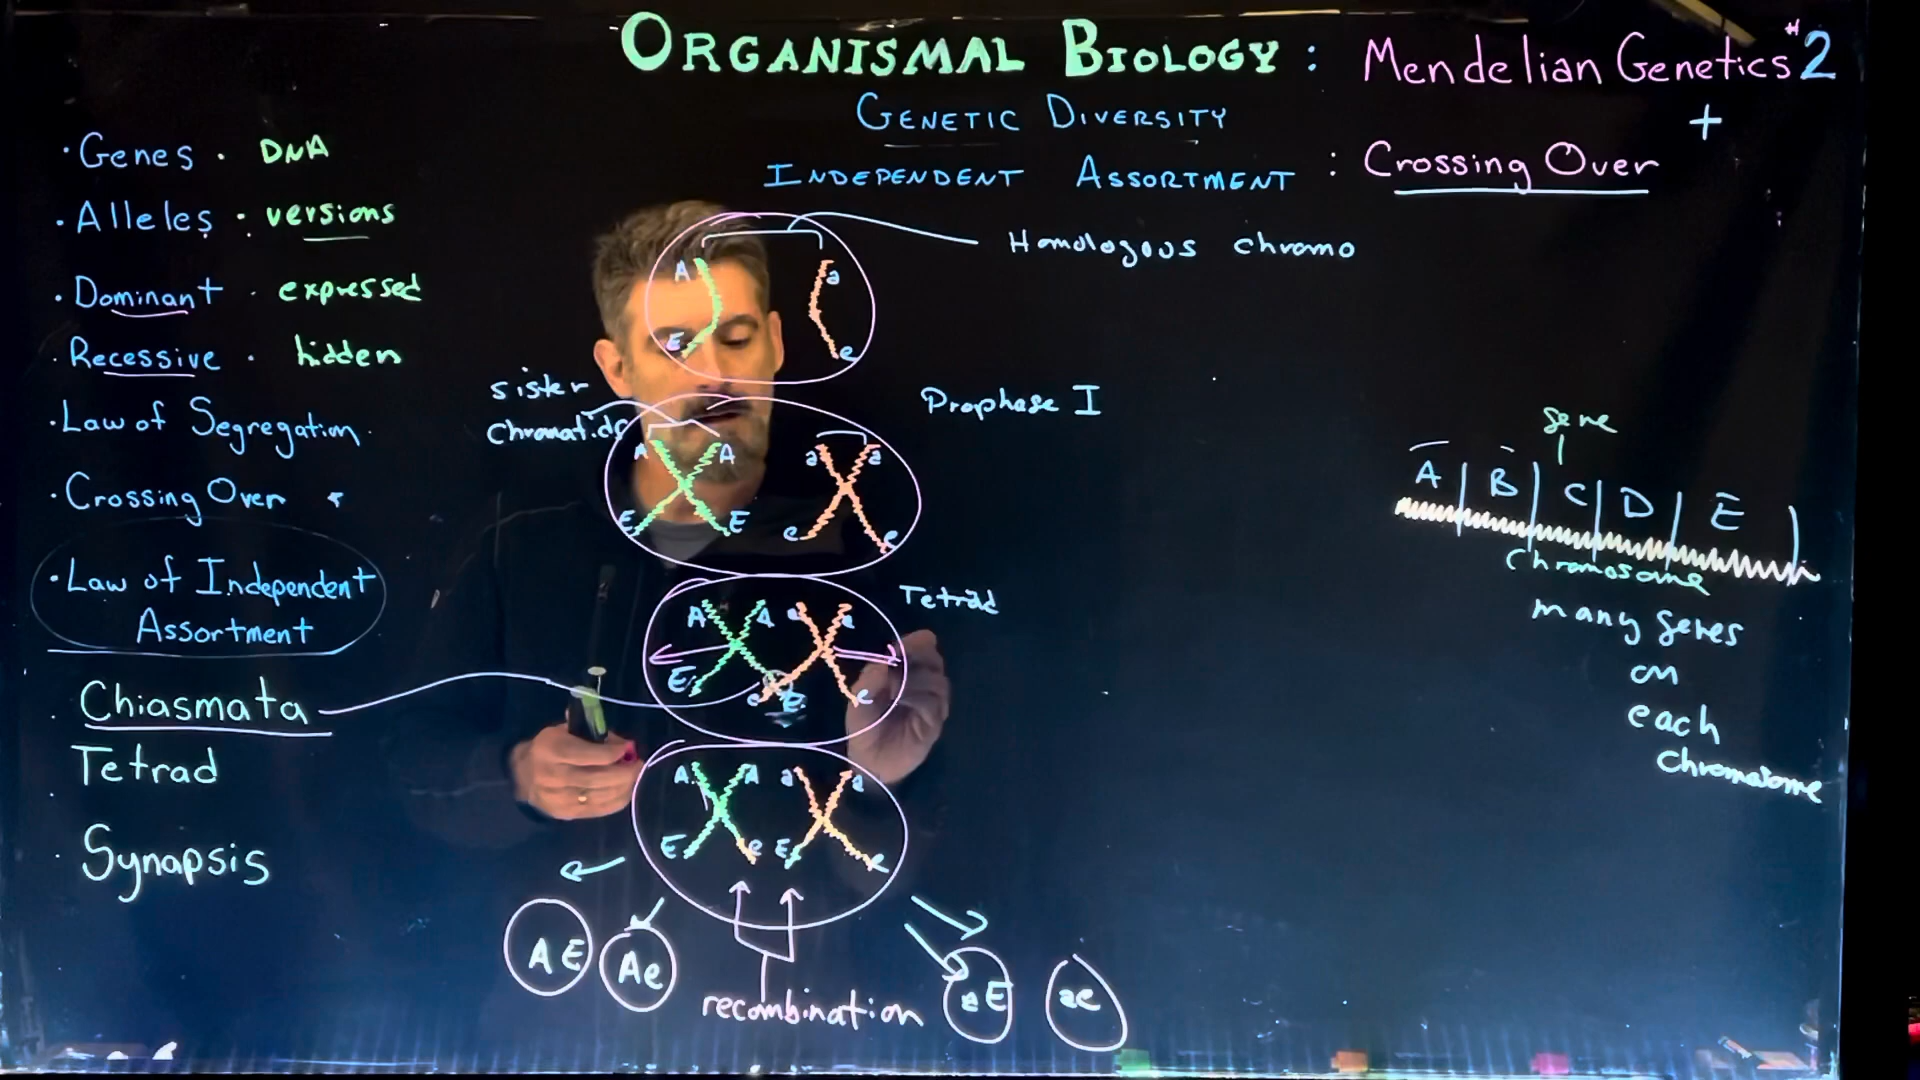 ORGANISMAL BIOLOGY : Mendelian Genetics #2
GENETIC DIVERSITY +
INDEPENDENT ASSORTMENT : Crossing Over
· Genes · DNA
· Alleles : versions
· Dominant · expressed
· Recessive · hidden
· Law of Segregation.
· Crossing Over
· Law of Independent
Assortment
· Chiasmata
Tetrad
· Synapsis
Homologous chromo
A a
E e
sister
chromatids
Prophase I
A A a a
E E e e
Tetrad
A A a a
E e E e
A A a a
E e E e
AE Ae aE ae
recombination
gene
A B C D E
Chromosome
many genes
on
each
Chromosome